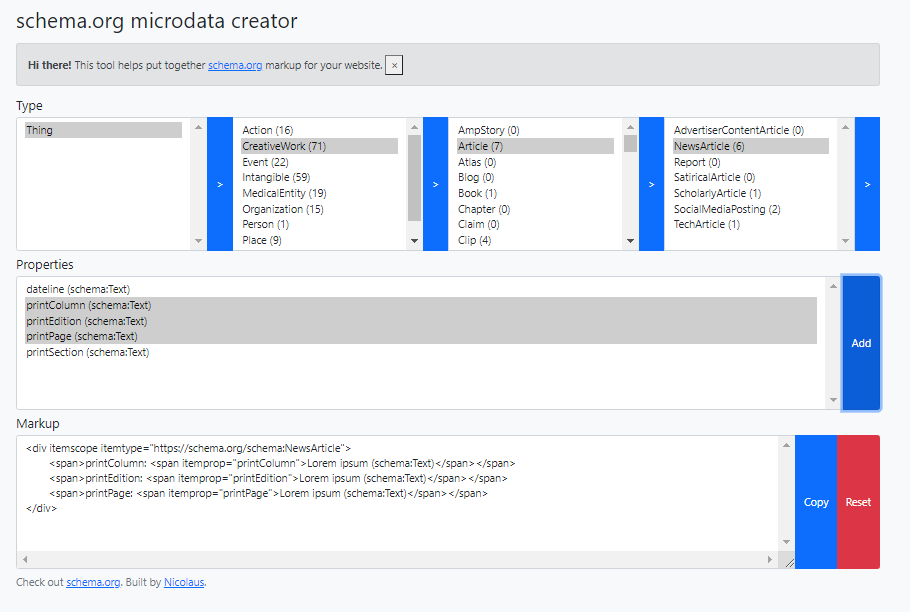 schema.org microdata creator
Hi there! This tool helps put together schema.org markup for your website. ×
Type
Thing
>
Action (16)
CreativeWork (71)
Event (22)
Intangible (59)
MedicalEntity (19)
Organization (15)
Person (1)
Place (9)
>
AmpStory (0)
Article (7)
Atlas (0)
Blog (0)
Book (1)
Chapter (0)
Claim (0)
Clip (4)
>
AdvertiserContentArticle (0)
NewsArticle (6)
Report (0)
SatiricalArticle (0)
ScholarlyArticle (1)
SocialMediaPosting (2)
TechArticle (1)
>
Properties
dateline (schema:Text)
printColumn (schema:Text)
printEdition (schema:Text)
printPage (schema:Text)
printSection (schema:Text)
Add
Markup
<div itemscope itemtype="https://schema.org/schema:NewsArticle">
<span>printColumn: <span itemprop="printColumn">Lorem ipsum (schema:Text)</span></span>
<span>printEdition: <span itemprop="printEdition">Lorem ipsum (schema:Text)</span></span>
<span>printPage: <span itemprop="printPage">Lorem ipsum (schema:Text)</span></span>
</div>
Copy
Reset
Check out schema.org. Built by Nicolaus.